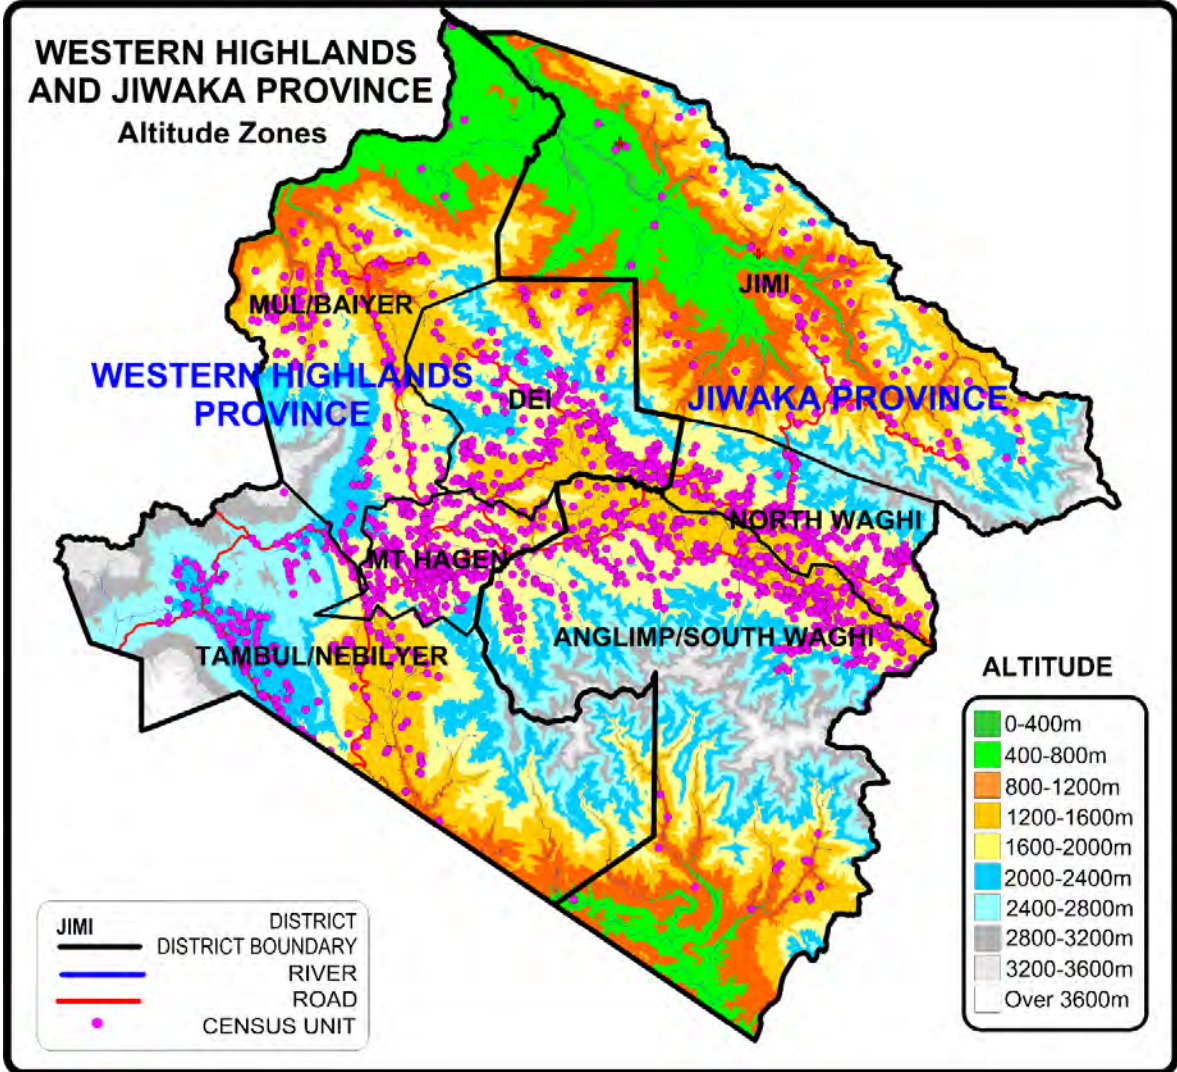 WESTERN HIGHLANDS
AND JIWAKA PROVINCE
Altitude Zones
JIMI
MUL/BAIYER
WESTERN HIGHLANDS
PROVINCE
DEI
JIWAKA PROVINCE
NORTH WAGHI
MT HAGEN
ANGLIMP/SOUTH WAGHI
TAMBUL/NEBILYER
ALTITUDE
0-400m
400-800m
800-1200m
1200-1600m
1600-2000m
2000-2400m
2400-2800m
2800-3200m
3200-3600m
Over 3600m
JIMI DISTRICT
DISTRICT BOUNDARY
RIVER
ROAD
CENSUS UNIT